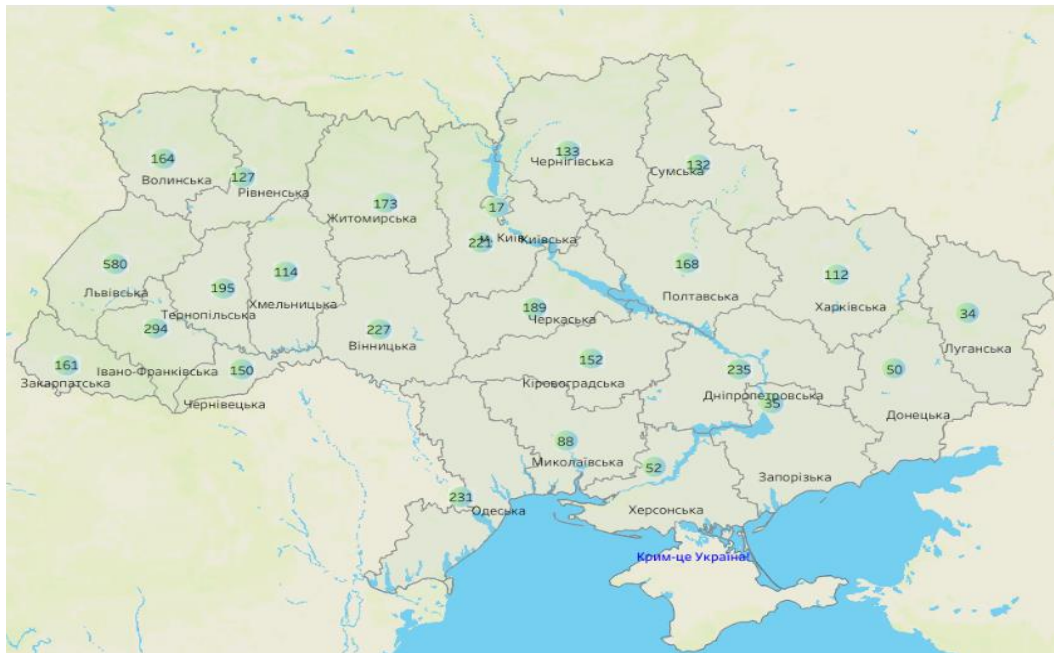 133
Чернігівська
132
Сумська
164
Волинська
127
Рівненська
173
Житомирська
17
м. Київ
Київська
221
580
Львівська
195
Тернопільська
114
Хмельницька
168
Полтавська
112
Харківська
34
Луганська
189
Черкаська
294
Івано-Франківська
227
Вінницька
161
Закарпатська
150
Чернівецька
152
Кіровоградська
235
Дніпропетровська
50
Донецька
35
Запорізька
88
Миколаївська
52
Херсонська
231
Одеська
Крим-це Україна!